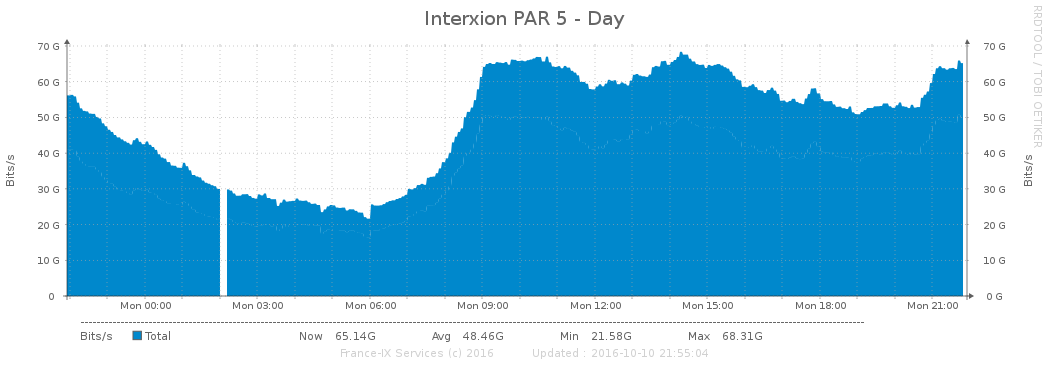 Interxion PAR 5 - Day
RRDTOOL / TOBI OETIKER
Bits/s
70 G
60 G
50 G
40 G
30 G
20 G
10 G
0
70 G
60 G
50 G
40 G
30 G
20 G
10 G
0 G
Bits/s
Mon 00:00 Mon 03:00 Mon 06:00 Mon 09:00 Mon 12:00 Mon 15:00 Mon 18:00 Mon 21:00
Bits/s Total Now 65.14G Avg 48.46G Min 21.58G Max 68.31G
France-IX Services (c) 2016 Updated : 2016-10-10 21:55:04